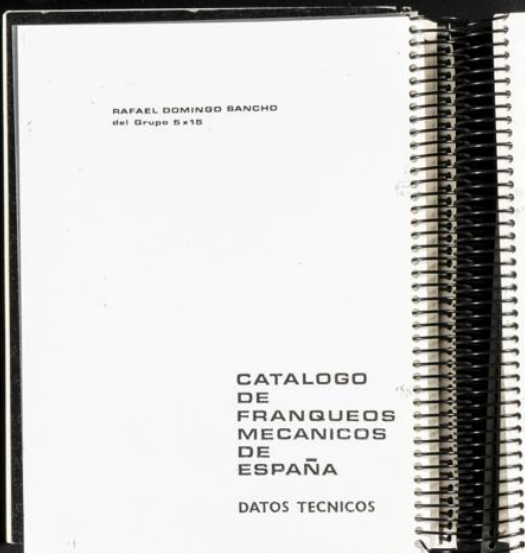 RAFAEL DOMINGO SANCHO
del Grupo 5x15
CATALOGO
DE
FRANQUEOS
MECANICOS
DE
ESPAÑA
DATOS TECNICOS